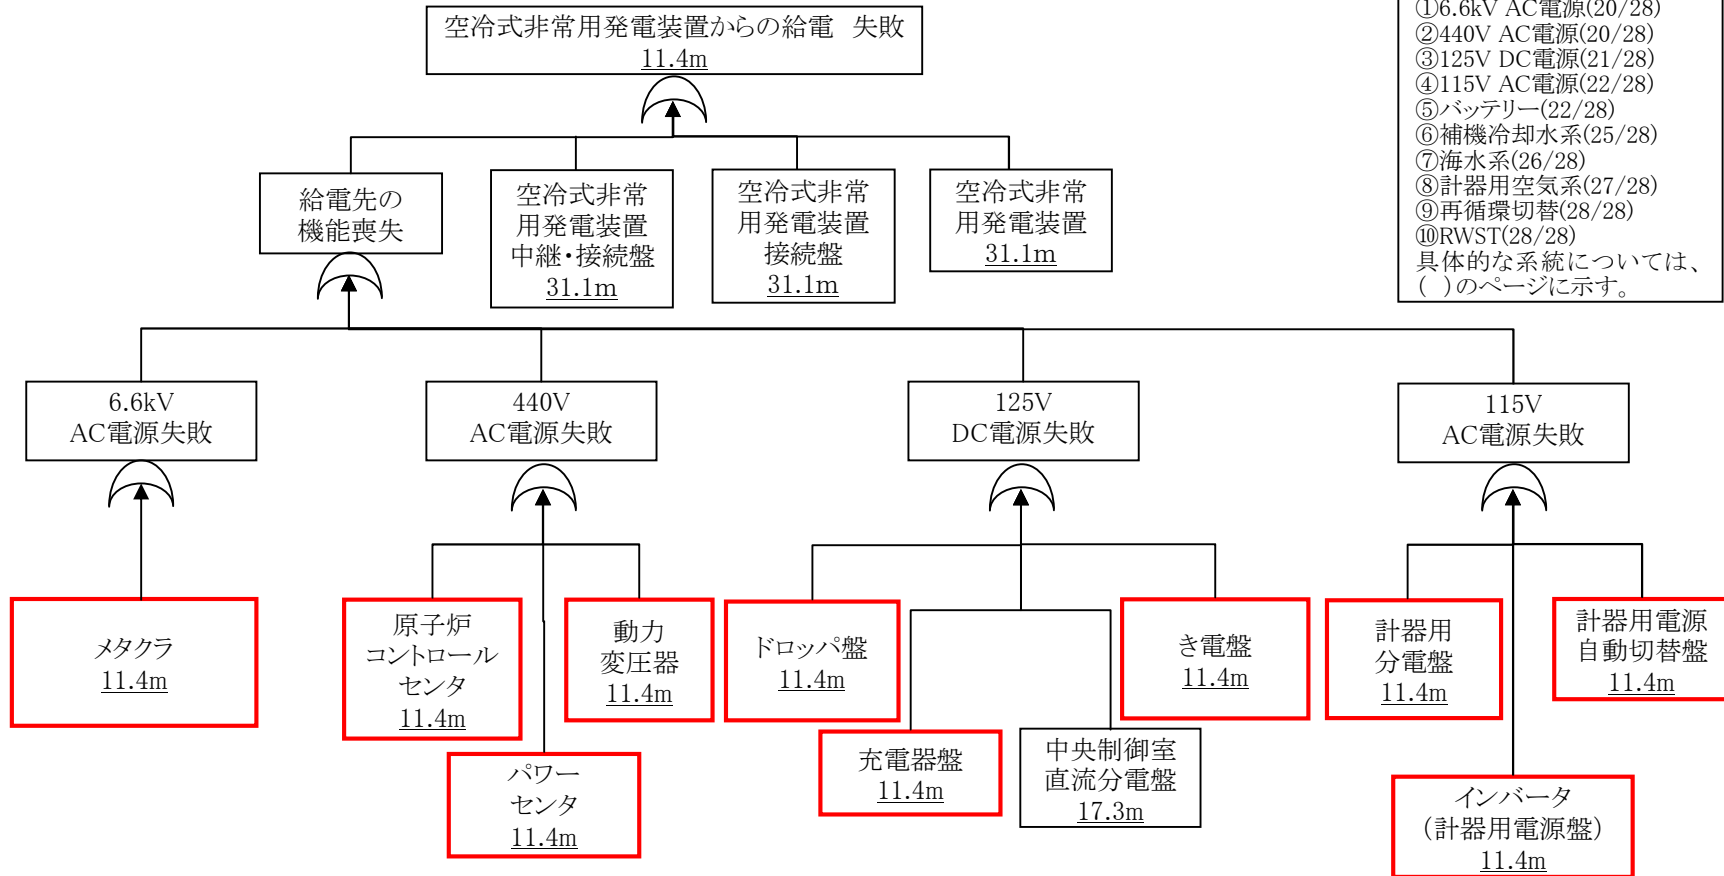 空冷式非常用発電装置からの給電　失敗
11.4m
①6.6kV AC電源(20/28)
②440V AC電源(20/28)
③125V DC電源(21/28)
④115V AC電源(22/28)
⑤バッテリー(22/28)
⑥補機冷却水系(25/28)
⑦海水系(26/28)
⑧計器用空気系(27/28)
⑨再循環切替(28/28)
⑩RWST(28/28)
具体的な系統については、
(　)のページに示す。
給電先の
機能喪失
空冷式非常
用発電装置
中継・接続盤
31.1m
空冷式非常
用発電装置
接続盤
31.1m
空冷式非常
用発電装置
31.1m
6.6kV
AC電源失敗
440V
AC電源失敗
125V
DC電源失敗
115V
AC電源失敗
メタクラ
11.4m
原子炉
コントロール
センタ
11.4m
動力
変圧器
11.4m
パワー
センタ
11.4m
ドロッパ盤
11.4m
充電器盤
11.4m
中央制御室
直流分電盤
17.3m
き電盤
11.4m
計器用
分電盤
11.4m
計器用電源
自動切替盤
11.4m
インバータ
(計器用電源盤)
11.4m